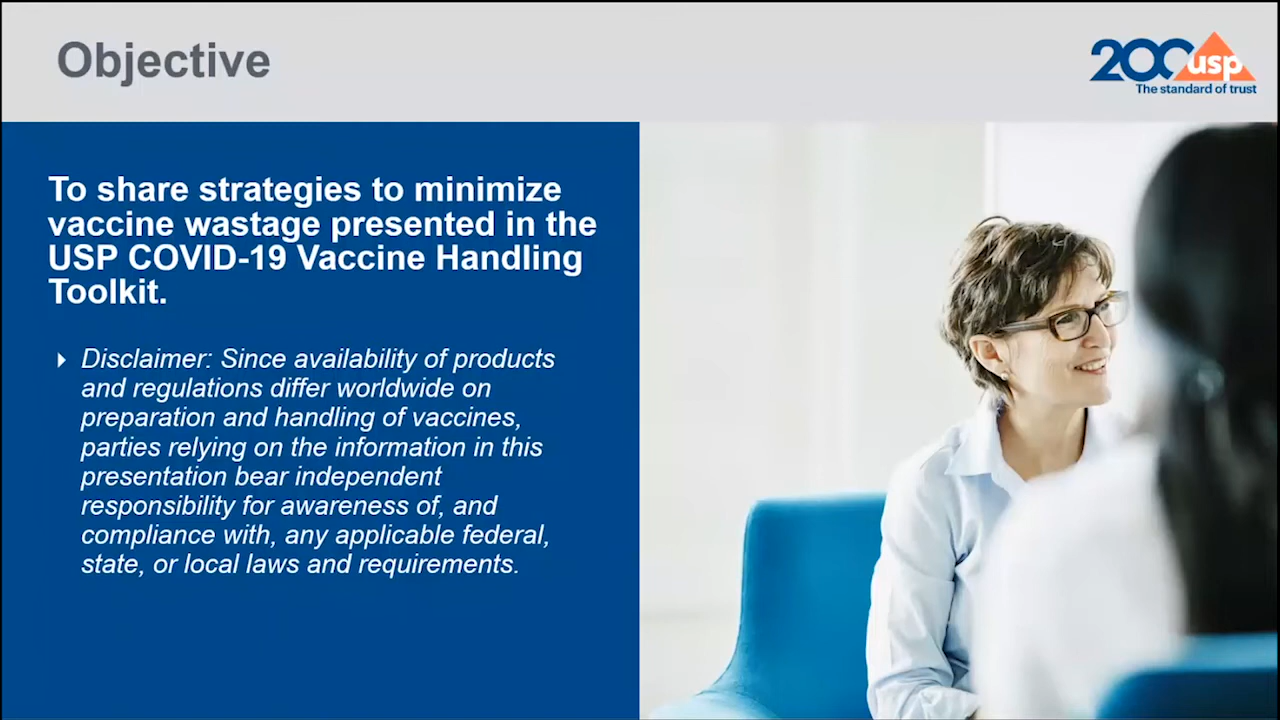 Objective
200 usp
The standard of trust
To share strategies to minimize
vaccine wastage presented in the
USP COVID-19 Vaccine Handling
Toolkit.
Disclaimer: Since availability of products
and regulations differ worldwide on
preparation and handling of vaccines,
parties relying on the information in this
presentation bear independent
responsibility for awareness of, and
compliance with, any applicable federal,
state, or local laws and requirements.